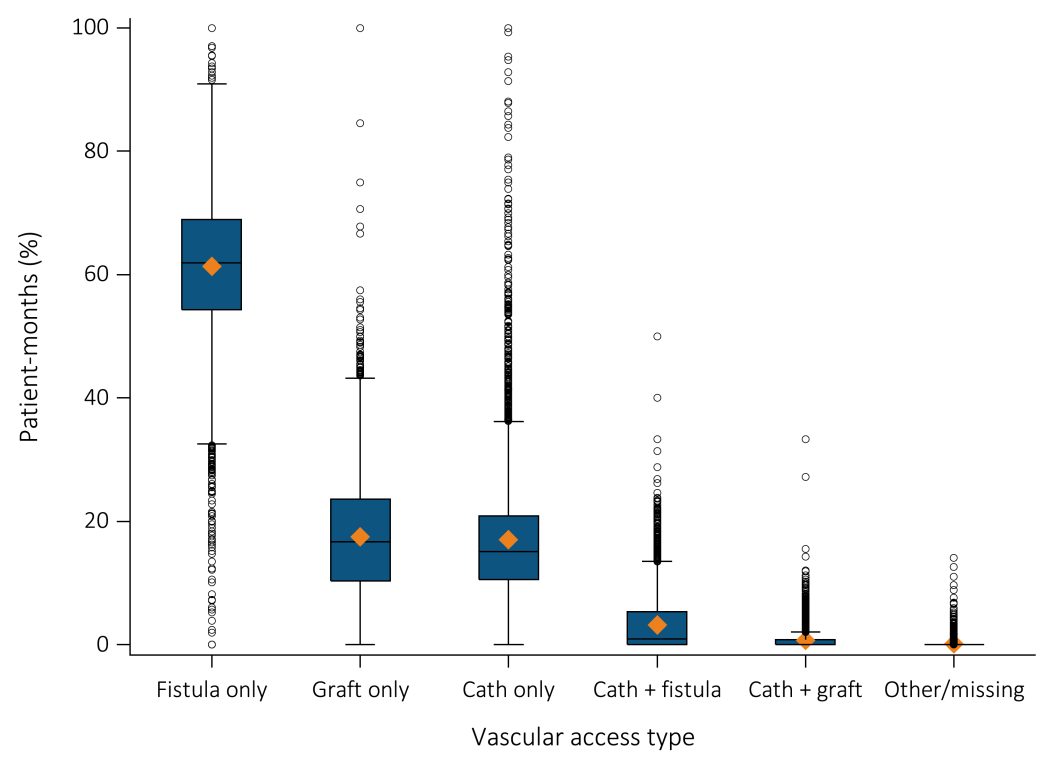 100
80
60
40
20
0
Patient-months (%)
Fistula only Graft only Cath only Cath + fistula Cath + graft Other/missing
Vascular access type